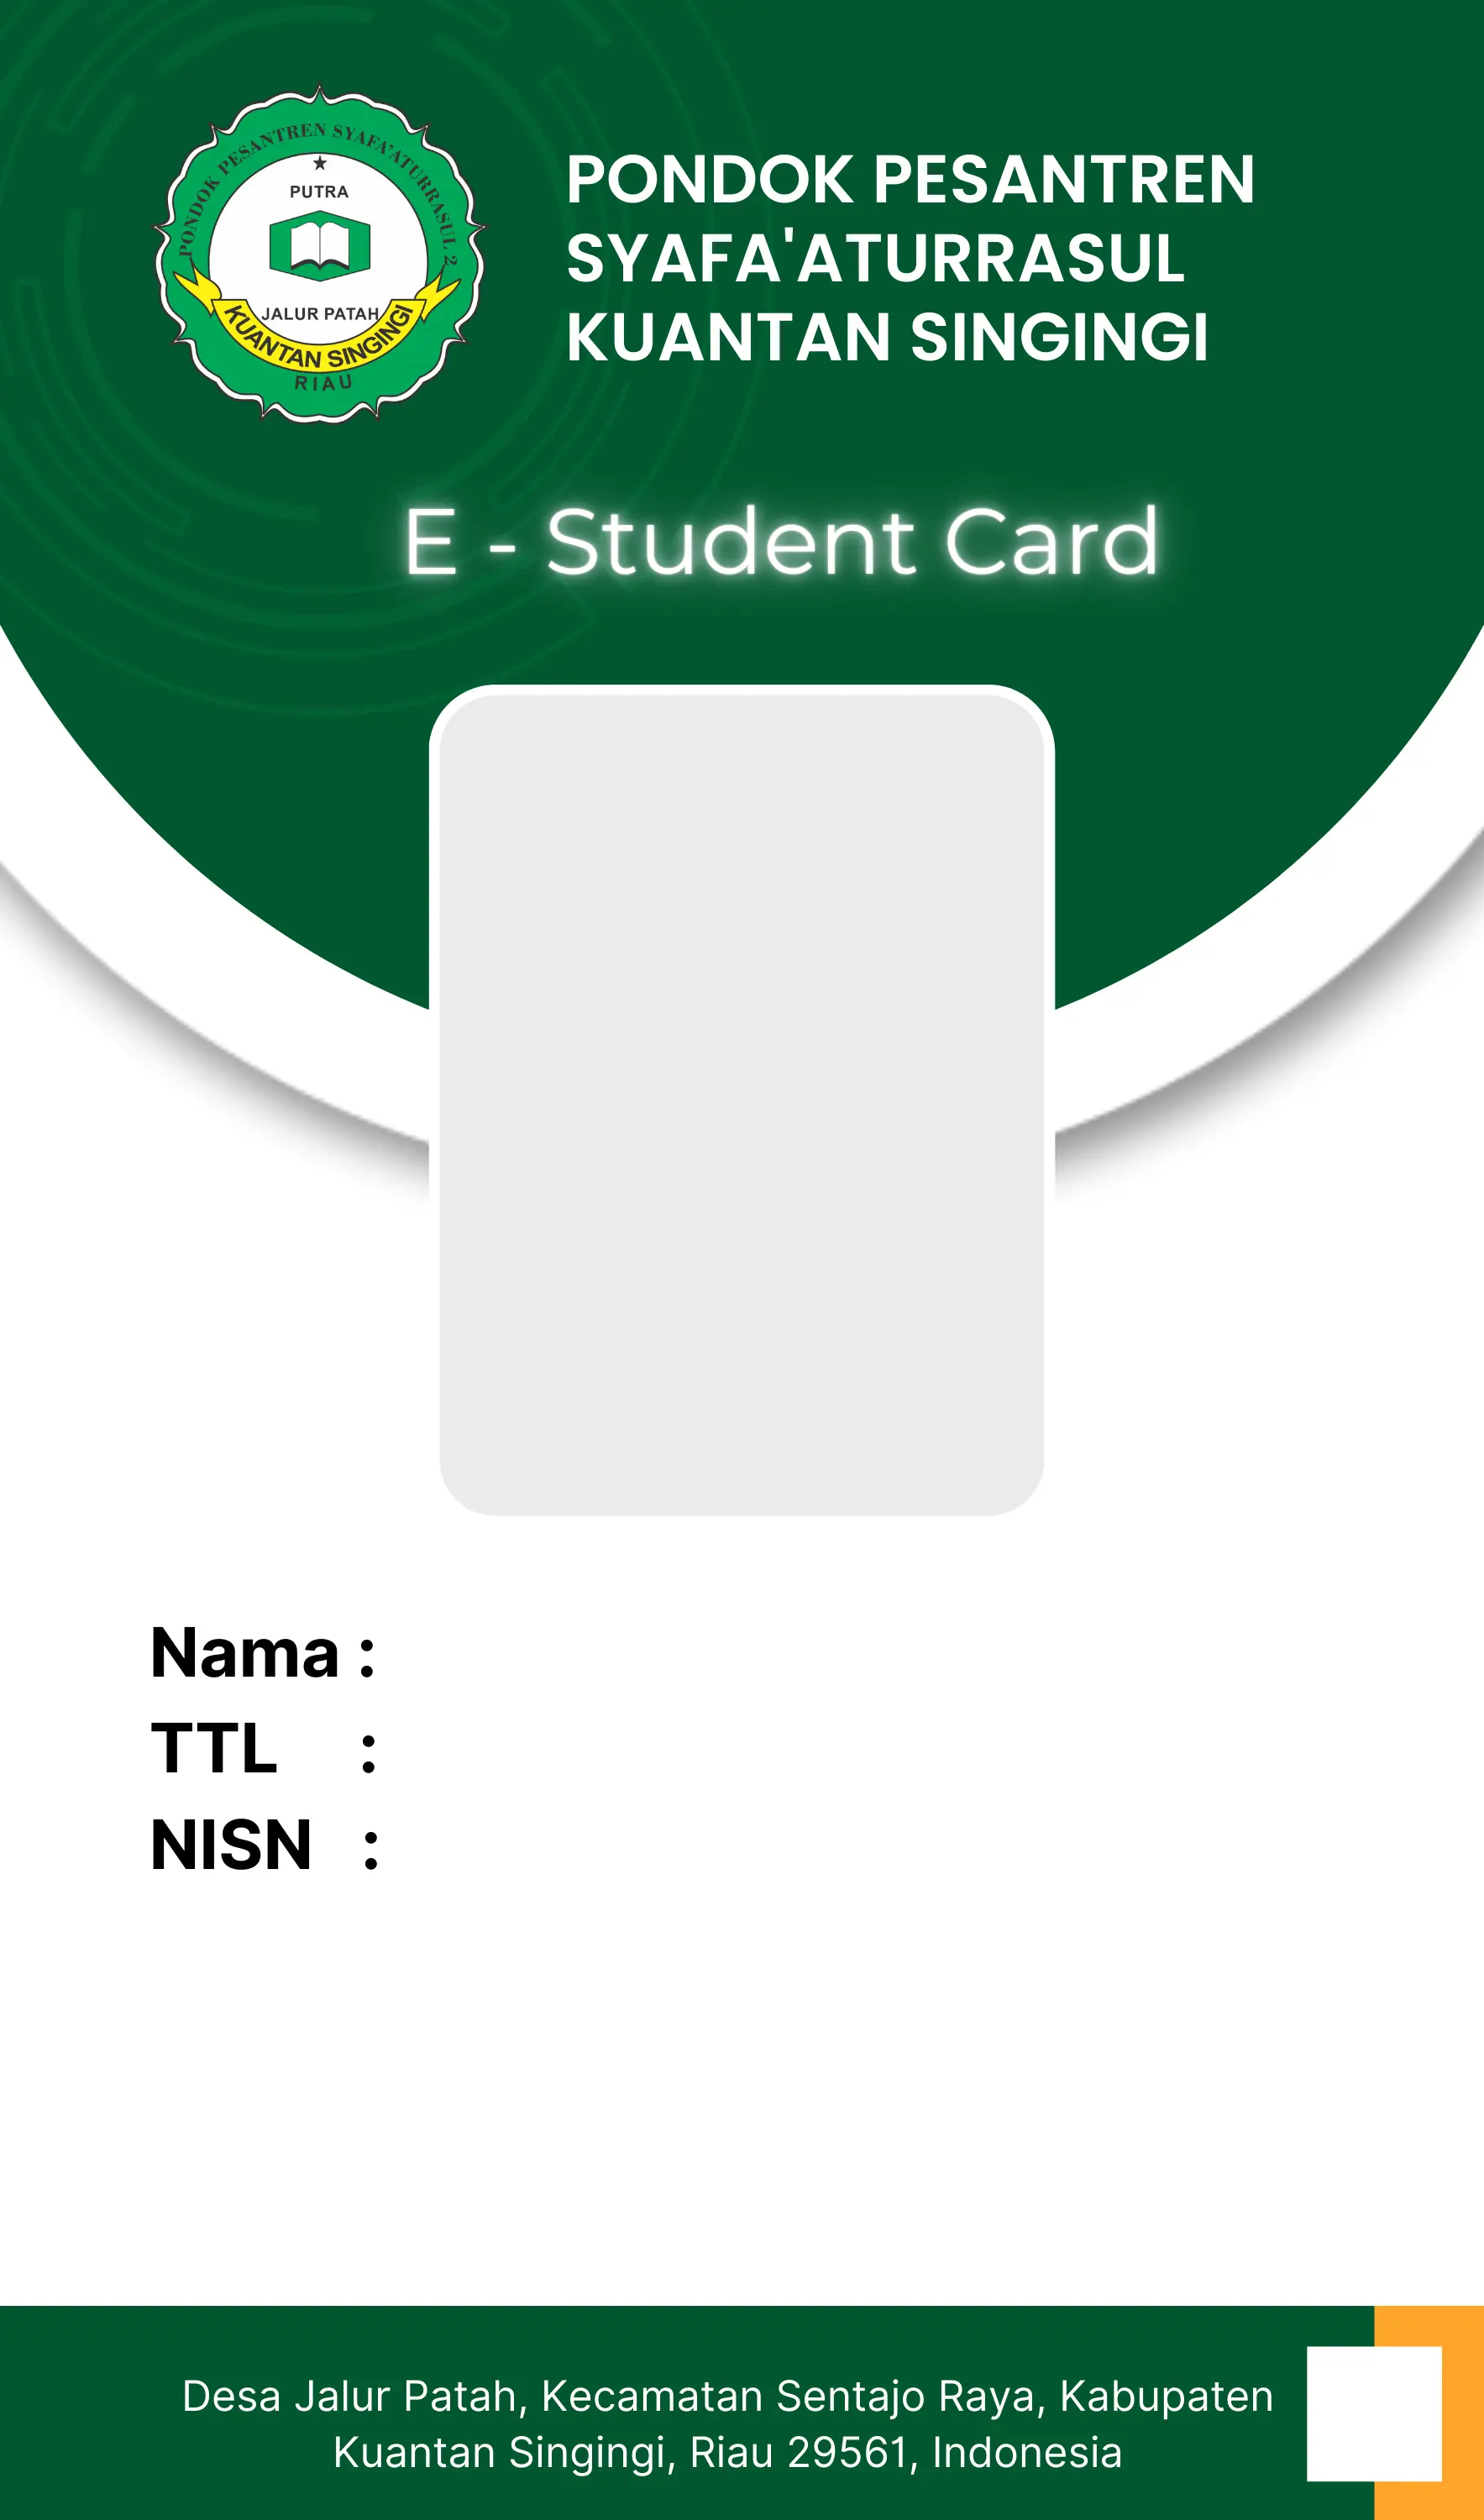 PONDOK PESANTREN SYAFA'ATURRASUL 2
PUTRA
JALUR PATAH
KUANTAN SINGINGI
RIAU
PONDOK PESANTREN
SYAFA'ATURRASUL
KUANTAN SINGINGI
E - Student Card
Nama :
TTL :
NISN :
Desa Jalur Patah, Kecamatan Sentajo Raya, Kabupaten
Kuantan Singingi, Riau 29561, Indonesia